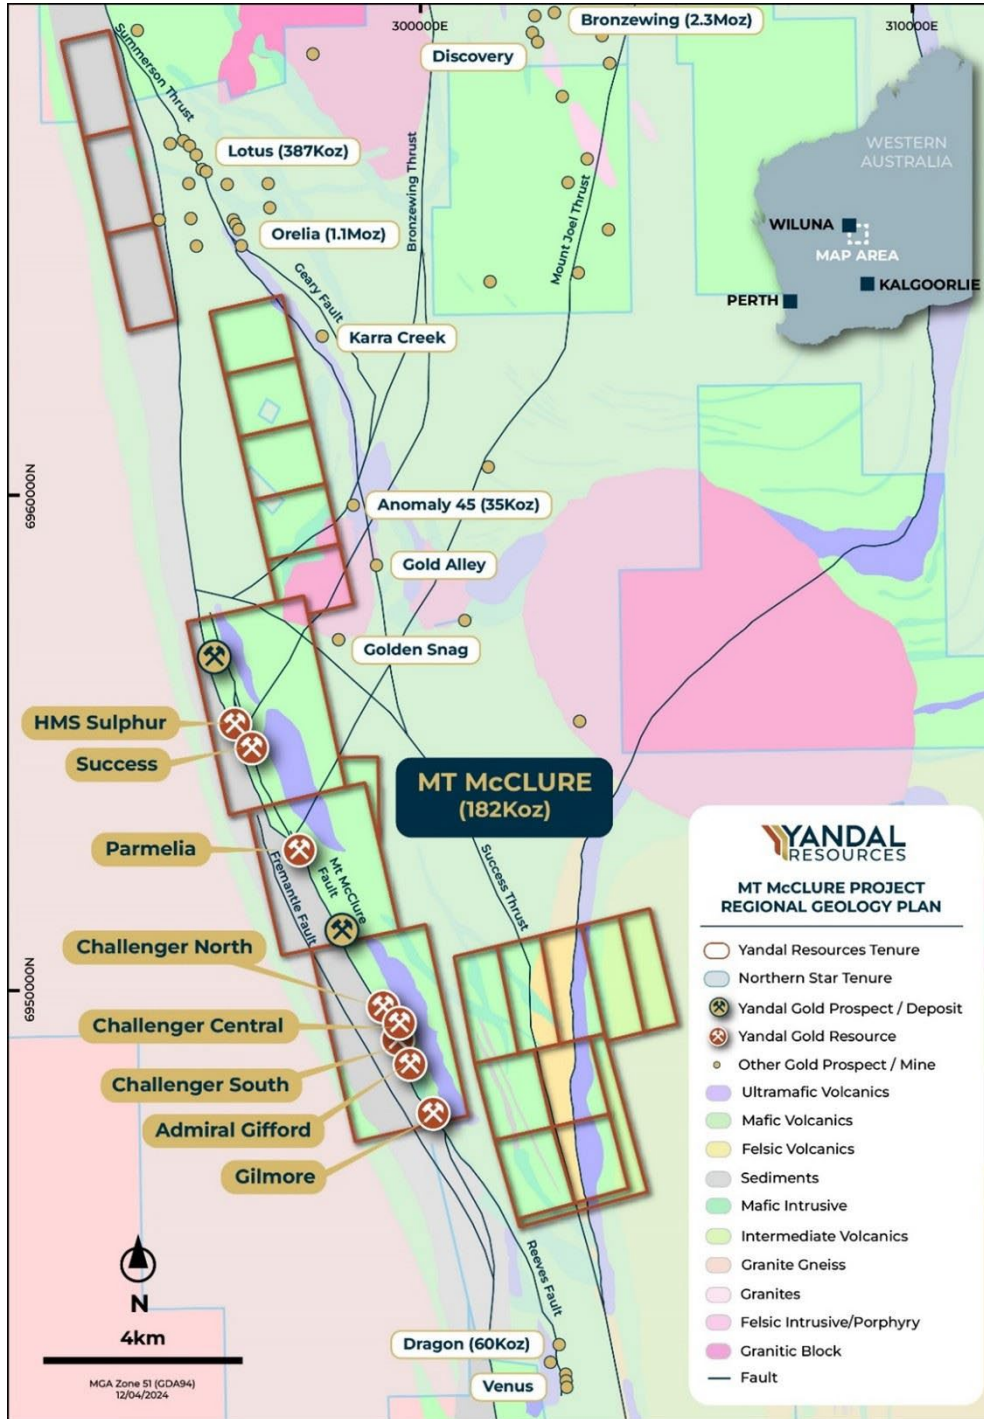 300000E
310000E
Bronzewing (2.3Moz)
Discovery
Summerson Thrust
WESTERN
AUSTRALIA
Lotus (387Koz)
Bronzewing Thrust
Mount Joel Thrust
WILUNA
Orelia (1.1Moz)
MAP AREA
Geary Fault
KALGOORLIE
PERTH
Karra Creek
6960000N
Anomaly 45 (35Koz)
Gold Alley
Golden Snag
HMS Sulphur
Success
MT McCLURE
(182Koz)
Parmelia
Mt McClure
Fault
Fremantle Fault
Success Thrust
Challenger North
6950000N
Challenger Central
Challenger South
Admiral Gifford
Gilmore
Reeves Fault
N
4km
MGA Zone 51 (GDA94)
12/04/2024
Dragon (60Koz)
Venus
YANDAL
RESOURCES
MT McCLURE PROJECT
REGIONAL GEOLOGY PLAN
Yandal Resources Tenure
Northern Star Tenure
Yandal Gold Prospect / Deposit
Yandal Gold Resource
Other Gold Prospect / Mine
Ultramafic Volcanics
Mafic Volcanics
Felsic Volcanics
Sediments
Mafic Intrusive
Intermediate Volcanics
Granite Gneiss
Granites
Felsic Intrusive/Porphyry
Granitic Block
Fault